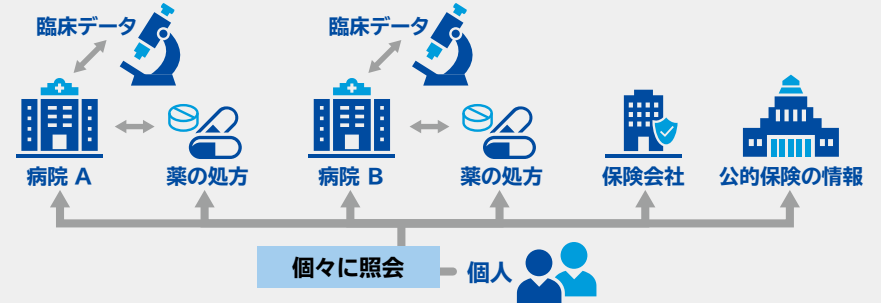 臨床データ
臨床データ
病院 A
薬の処方
病院 B
薬の処方
保険会社
公的保険の情報
個々に照会
個人